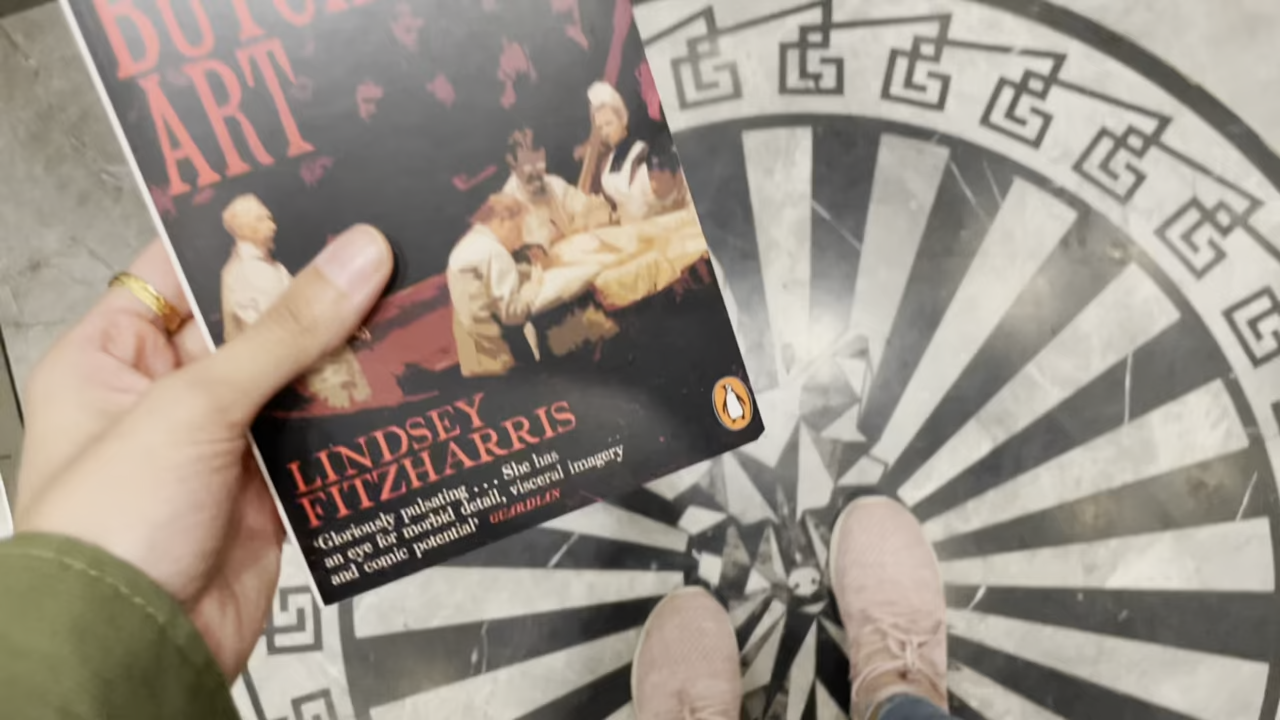 ART
LINDSEY
FITZHARRIS
'Gloriously pulsating . . . She has
an eye for morbid detail, visceral imagery
and comic potential' GUARDIAN